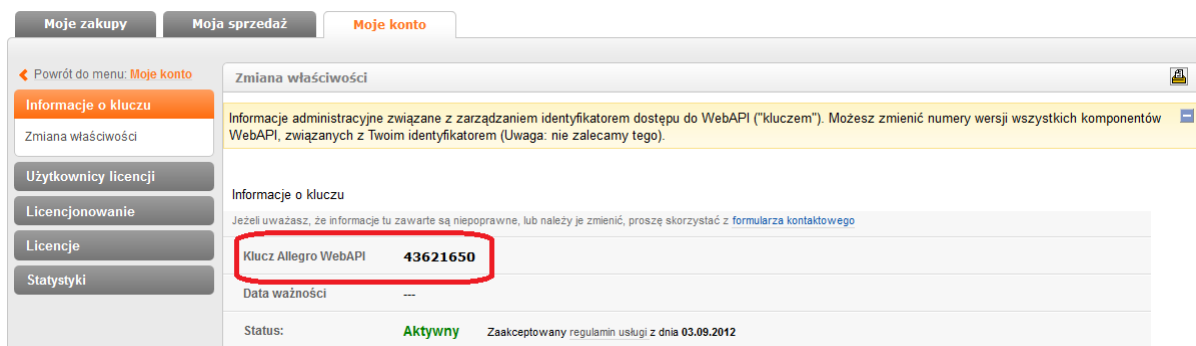 Moje zakupy
Moja sprzedaż
Moje konto
Powrót do menu: Moje konto
Informacje o kluczu
Zmiana właściwości
Użytkownicy licencji
Licencjonowanie
Licencje
Statystyki
Zmiana właściwości
Informacje administracyjne związane z zarządzaniem identyfikatorem dostępu do WebAPI ("kluczem"). Możesz zmienić numery wersji wszystkich komponentów
WebAPI, związanych z Twoim identyfikatorem (Uwaga: nie zalecamy tego).
Informacje o kluczu
Jeżeli uważasz, że informacje tu zawarte są niepoprawne, lub należy je zmienić, proszę skorzystać z formularza kontaktowego
Klucz Allegro WebAPI 43621650
Data ważności ---
Status: Aktywny Zaakceptowany regulamin usługi z dnia 03.09.2012